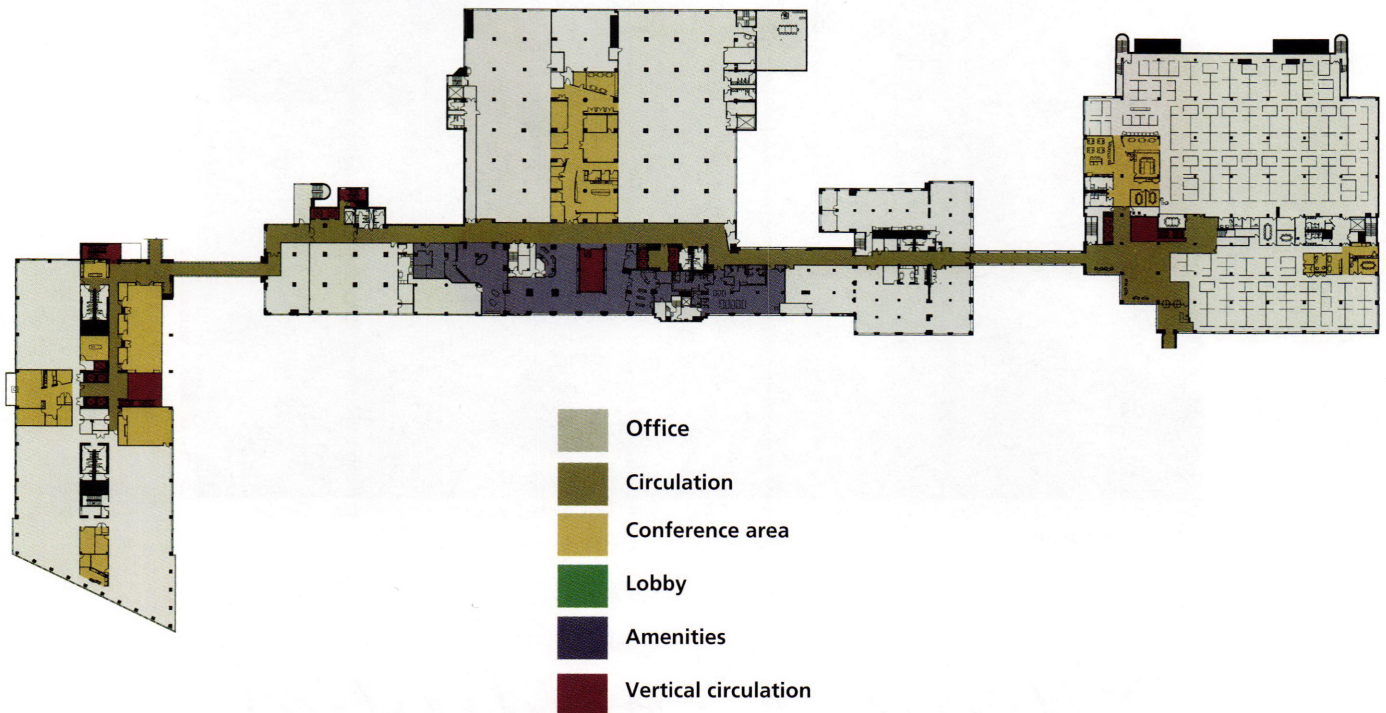 Office
Circulation
Conference area
Lobby
Amenities
Vertical circulation